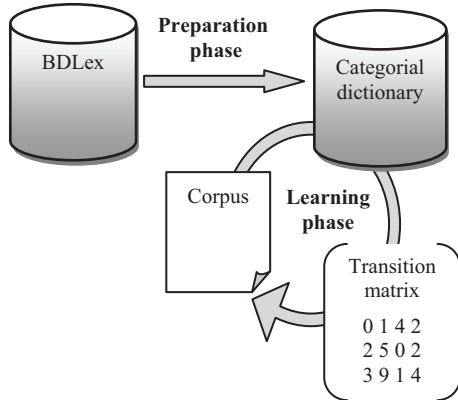 Preparation
phase
BDLex
Categorial
dictionary
Corpus
Learning
phase
Transition
matrix
0 1 4 2
2 5 0 2
3 9 1 4